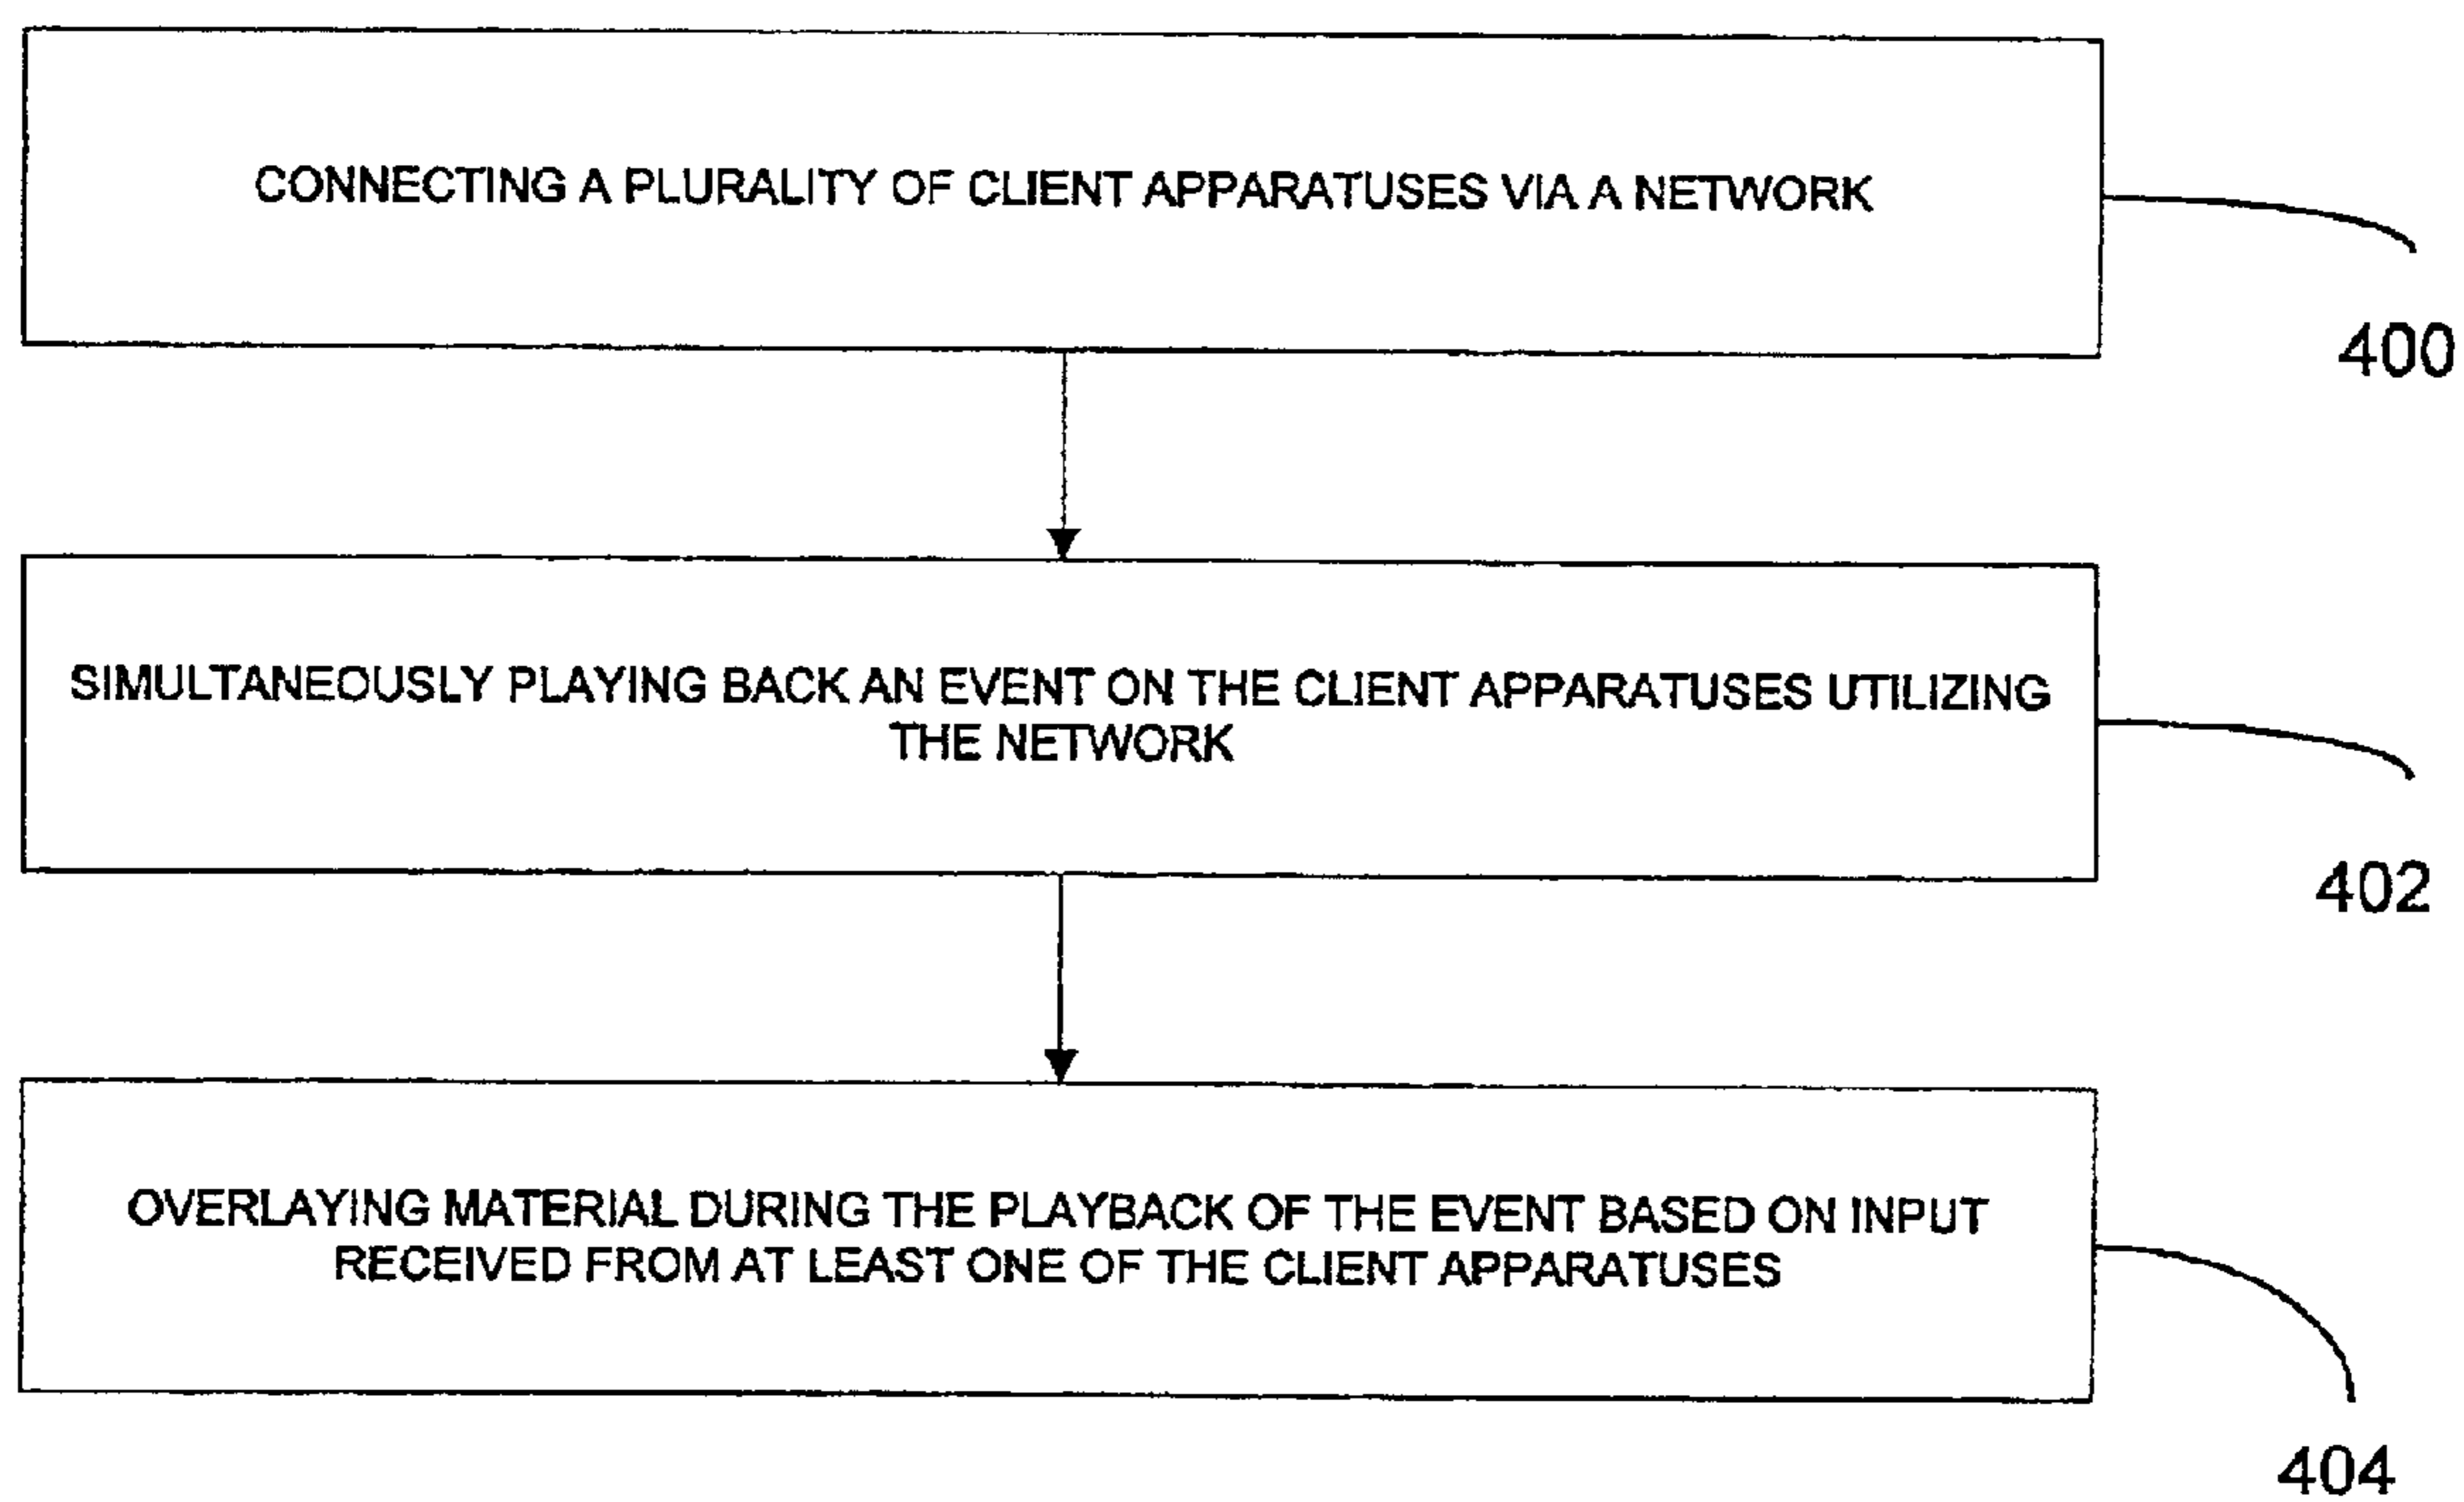 CONNECTING A PLURALITY OF CLIENT APPARATUSES VIA A NETWORK
400
SIMULTANEOUSLY PLAYING BACK AN EVENT ON THE CLIENT APPARATUSES UTILIZING
THE NETWORK
402
OVERLAYING MATERIAL DURING THE PLAYBACK OF THE EVENT BASED ON INPUT
RECEIVED FROM AT LEAST ONE OF THE CLIENT APPARATUSES
404